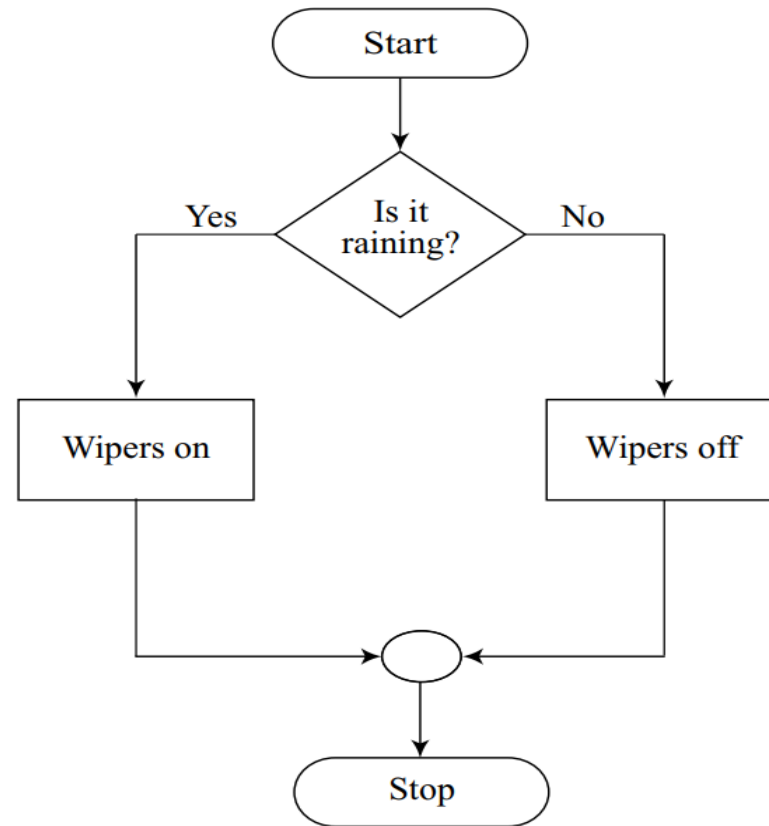 Start
Is it
raining?
Yes
No
Wipers on
Wipers off
Stop